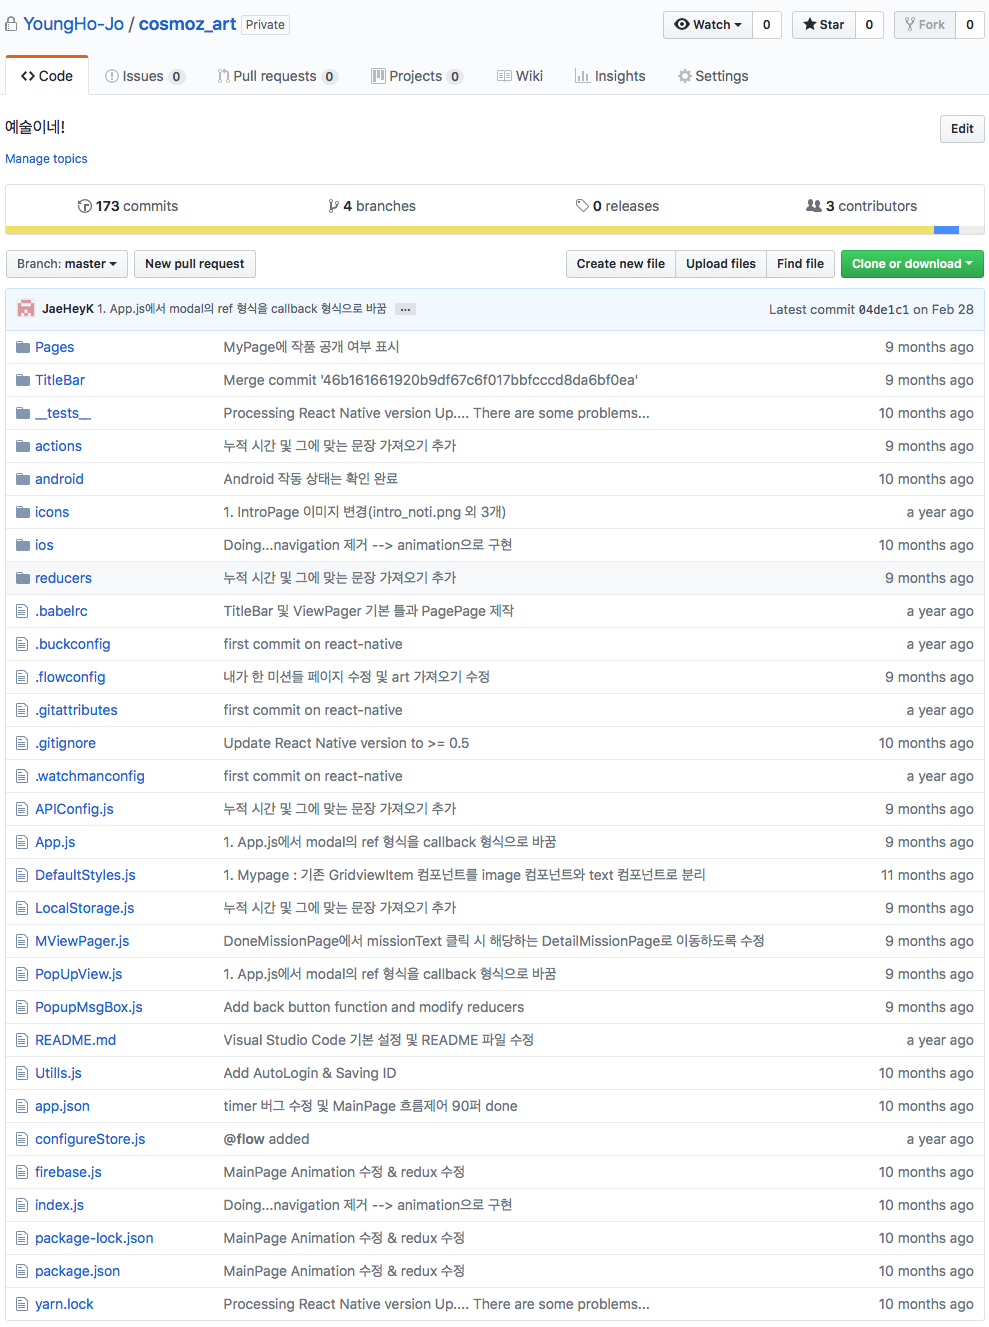 YoungHo-Jo / cosmoz_art Private Watch 0 Star 0 Fork 0
Code Issues 0 Pull requests 0 Projects 0 Wiki Insights Settings
예술이네! Edit
Manage topics
173 commits 4 branches 0 releases 3 contributors
Branch: master New pull request Create new file Upload files Find file Clone or download
JaeHeyK 1. App.js에서 modal의 ref 형식을 callback 형식으로 바꿈 ... Latest commit 04de1c1 on Feb 28
Pages MyPage에 작품 공개 여부 표시 9 months ago
TitleBar Merge commit '46b161661920b9df67c6f017bbfcccd8da6bf0ea' 9 months ago
__tests__ Processing React Native version Up.... There are some problems... 10 months ago
actions 누적 시간 및 그에 맞는 문장 가져오기 추가 9 months ago
android Android 작동 상태는 확인 완료 10 months ago
icons 1. IntroPage 이미지 변경(intro_noti.png 외 3개) a year ago
ios Doing...navigation 제거 --> animation으로 구현 10 months ago
reducers 누적 시간 및 그에 맞는 문장 가져오기 추가 9 months ago
.babelrc TitleBar 및 ViewPager 기본 틀과 PagePage 제작 a year ago
.buckconfig first commit on react-native a year ago
.flowconfig 내가 한 미션들 페이지 수정 및 art 가져오기 수정 9 months ago
.gitattributes first commit on react-native a year ago
.gitignore Update React Native version to >= 0.5 10 months ago
.watchmanconfig first commit on react-native a year ago
APIConfig.js 누적 시간 및 그에 맞는 문장 가져오기 추가 9 months ago
App.js 1. App.js에서 modal의 ref 형식을 callback 형식으로 바꿈 9 months ago
DefaultStyles.js 1. Mypage : 기존 GridviewItem 컴포넌트를 image 컴포넌트와 text 컴포넌트로 분리 11 months ago
LocalStorage.js 누적 시간 및 그에 맞는 문장 가져오기 추가 9 months ago
MViewPager.js DoneMissionPage에서 missionText 클릭 시 해당하는 DetailMissionPage로 이동하도록 수정 9 months ago
PopUpView.js 1. App.js에서 modal의 ref 형식을 callback 형식으로 바꿈 9 months ago
PopupMsgBox.js Add back button function and modify reducers 9 months ago
README.md Visual Studio Code 기본 설정 및 README 파일 수정 a year ago
Utills.js Add AutoLogin & Saving ID 10 months ago
app.json timer 버그 수정 및 MainPage 흐름제어 90퍼 done 10 months ago
configureStore.js @flow added a year ago
firebase.js MainPage Animation 수정 & redux 수정 10 months ago
index.js Doing...navigation 제거 --> animation으로 구현 10 months ago
package-lock.json MainPage Animation 수정 & redux 수정 10 months ago
package.json MainPage Animation 수정 & redux 수정 10 months ago
yarn.lock Processing React Native version Up.... There are some problems... 10 months ago